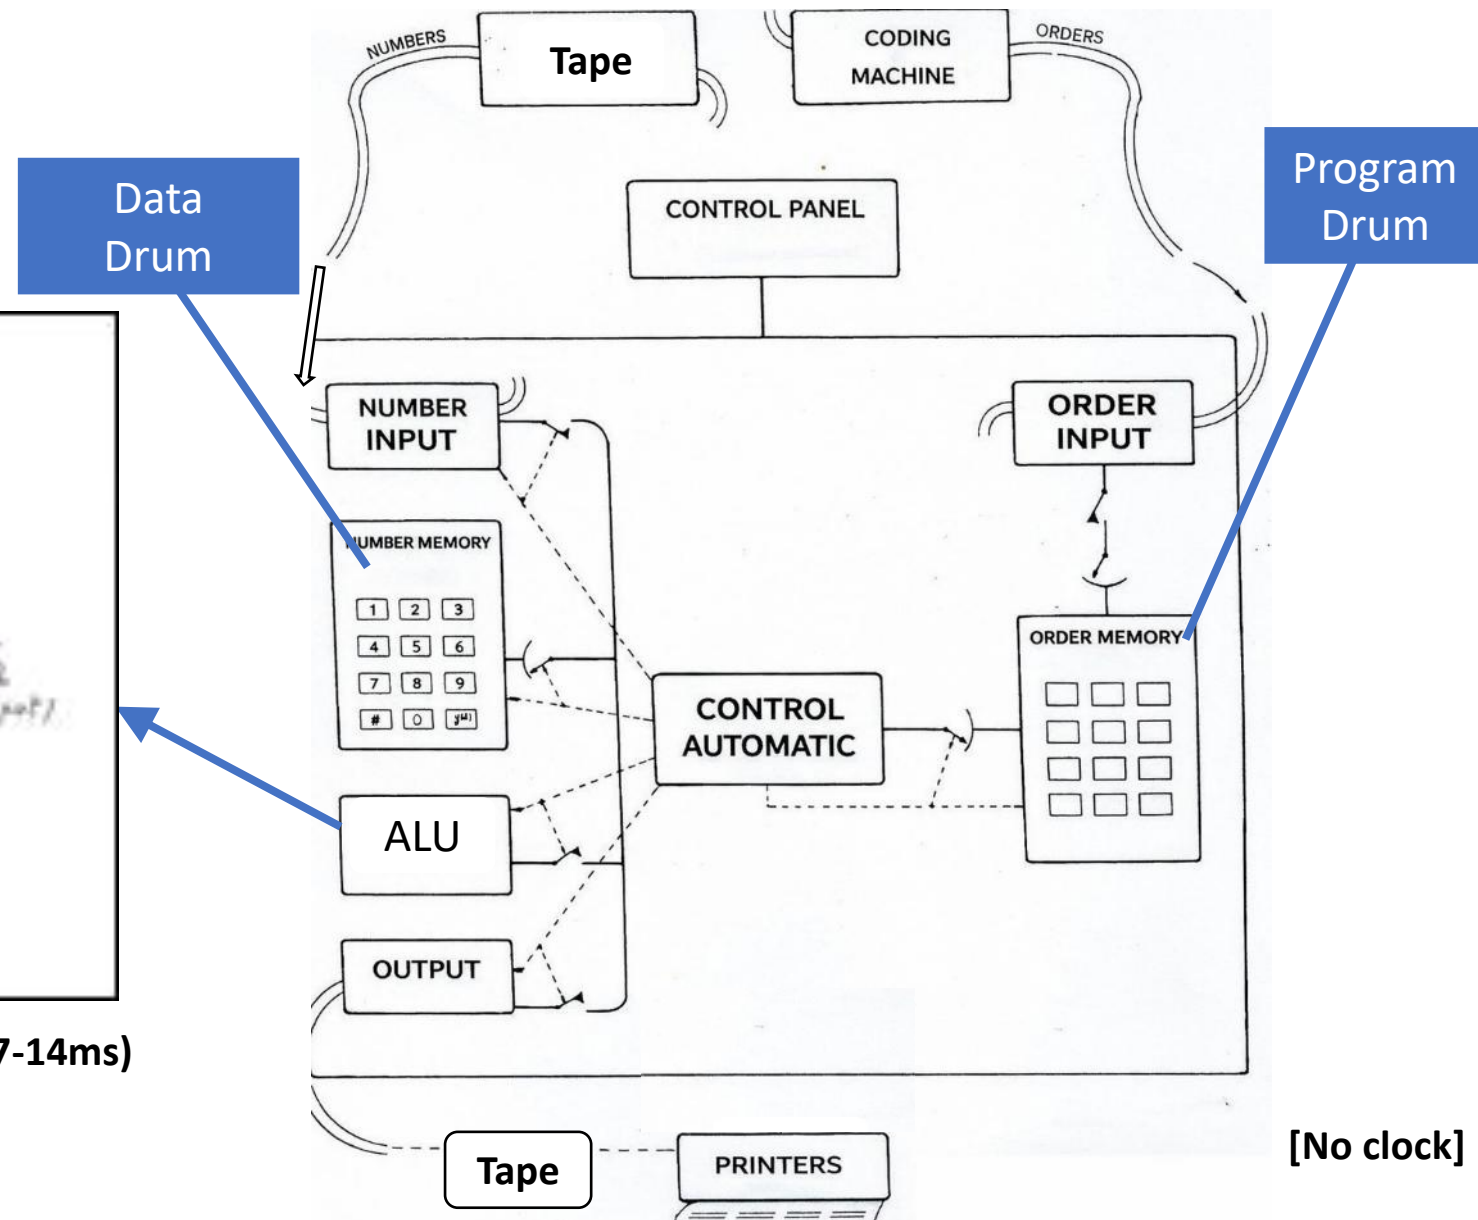 NUMBERS
Tape
CODING
MACHINE
ORDERS
Data
Drum
CONTROL PANEL
Program
Drum
NUMBER
INPUT
ORDER
INPUT
NUMBER MEMORY
1 2 3
4 5 6
7 8 9
# 0
ORDER MEMORY
CONTROL
AUTOMATIC
ALU
OUTPUT
7-14ms)
Tape
PRINTERS
[No clock]